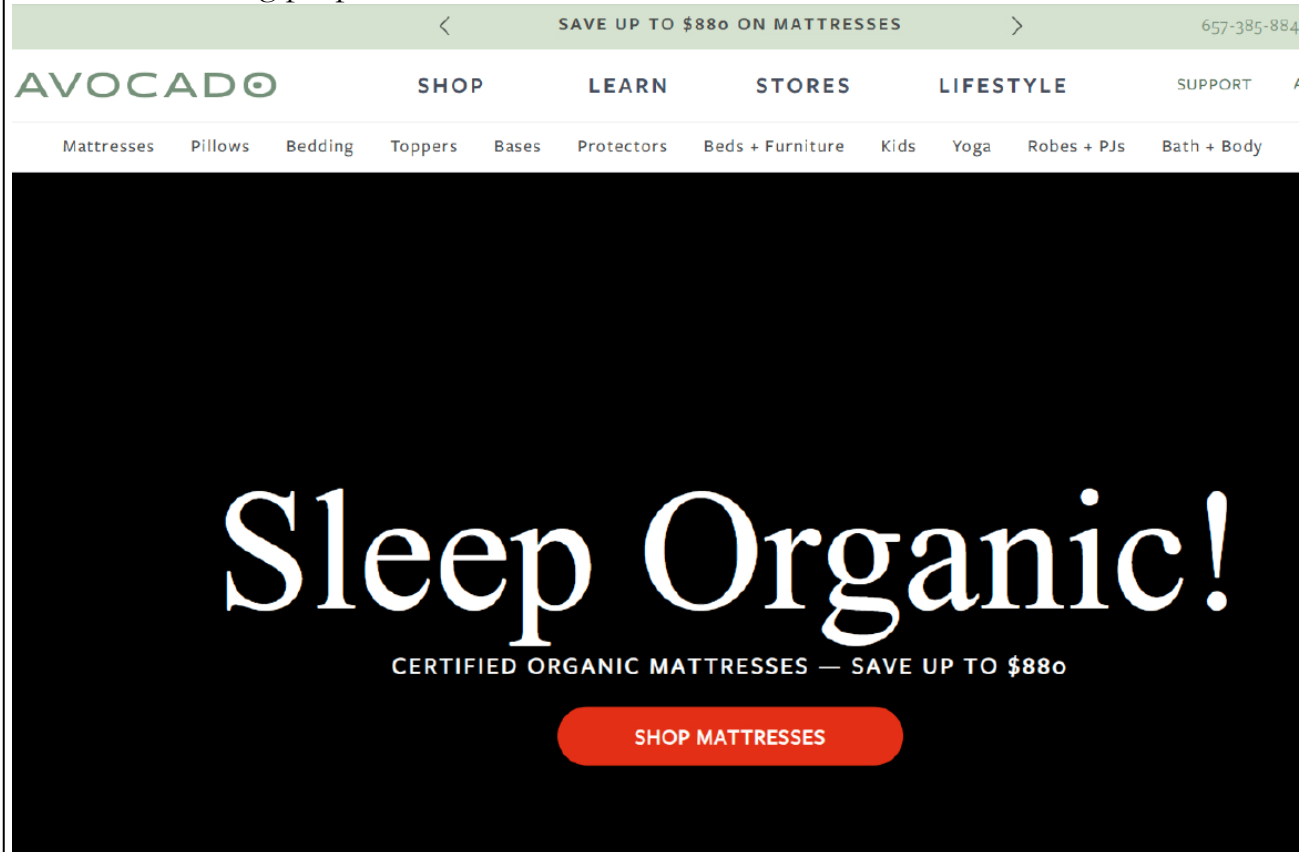 SAVE UP TO $880 ON MATTRESSES 657-385-884
AVOCADO SHOP LEARN STORES LIFESTYLE SUPPORT
Mattresses Pillows Bedding Toppers Bases Protectors Beds + Furniture Kids Yoga Robes + PJs Bath + Body
Sleep Organic!
CERTIFIED ORGANIC MATTRESSES — SAVE UP TO $880
SHOP MATTRESSES